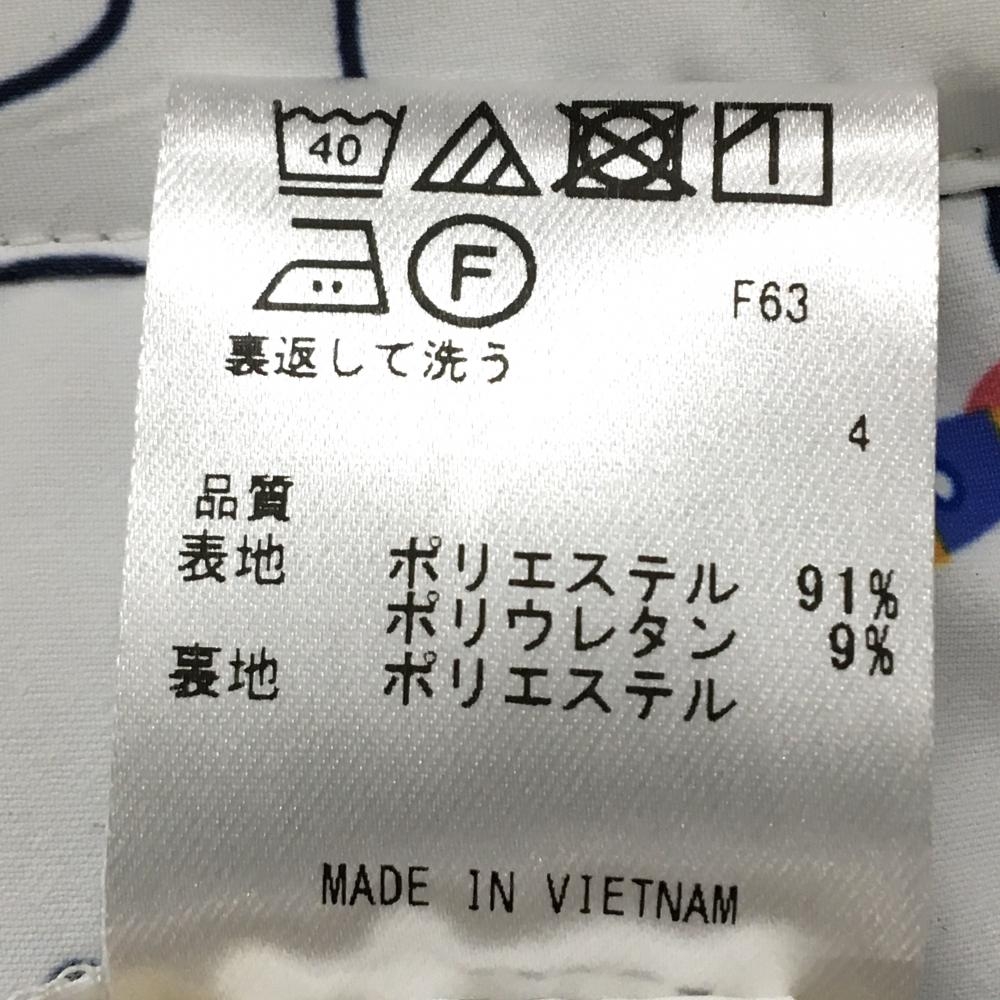 40
F F63
裏返して洗う
4
品質
表地 ポリエステル 91%
ポリウレタン 9%
裏地 ポリエステル
MADE IN VIETNAM